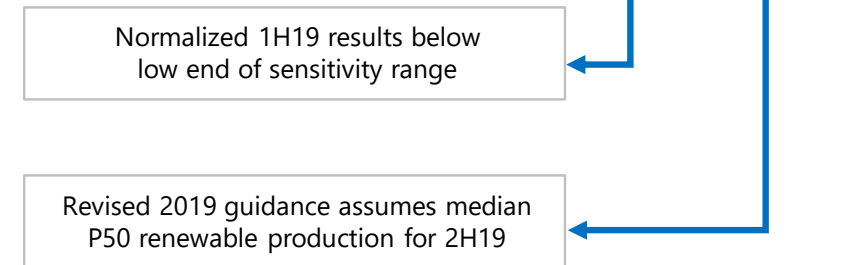 Normalized 1H19 results below
low end of sensitivity range
Revised 2019 guidance assumes median
P50 renewable production for 2H19